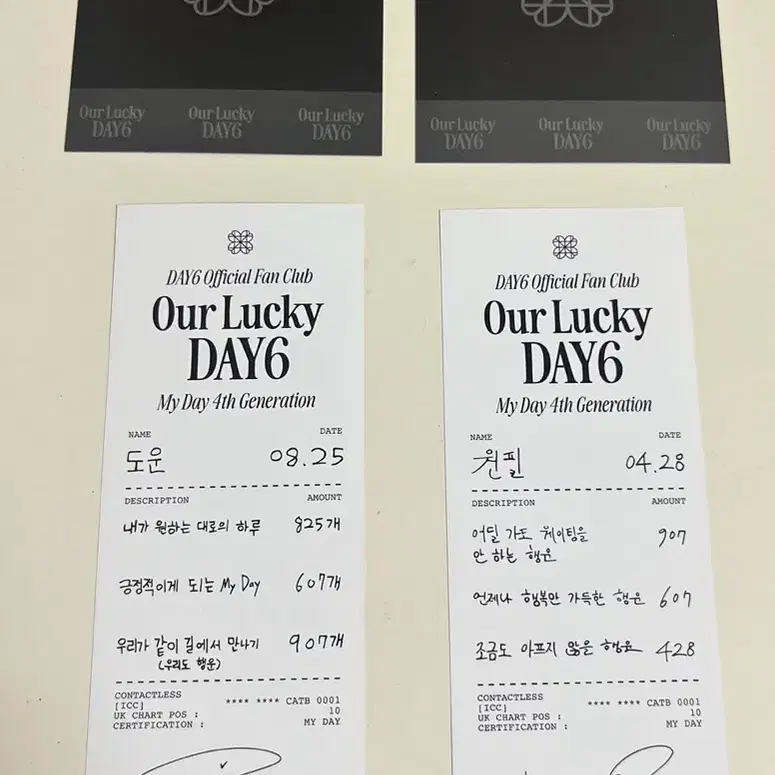 Our Lucky DAY6
Our Lucky DAY6
Our Lucky DAY6
Our Lucky DAY6
Our Lucky DAY6
Our Lucky DAY6
DAY6 Official Fan Club
Our Lucky
DAY6
My Day 4th Generation
NAME DATE
도운 08.25
DESCRIPTION AMOUNT
내가 원하는 대로의 하루 825개
긍정적이게 되는 My Day 607개
우리가 같이 길에서 만나기 907개
(우리도 행운)
CONTACTLESS
[ICC] **** **** CATB 0001
UK CHART POS : 10
CERTIFICATION : MY DAY
DAY6 Official Fan Club
Our Lucky
DAY6
My Day 4th Generation
NAME DATE
원필 04.28
DESCRIPTION AMOUNT
어딜 가도 웨이팅을 907
안 하는 행운
언제나 행복만 가득한 행운 607
조금도 아프지 않을 행운 428
CONTACTLESS
[ICC] **** **** CATB 0001
UK CHART POS : 10
CERTIFICATION : MY DAY